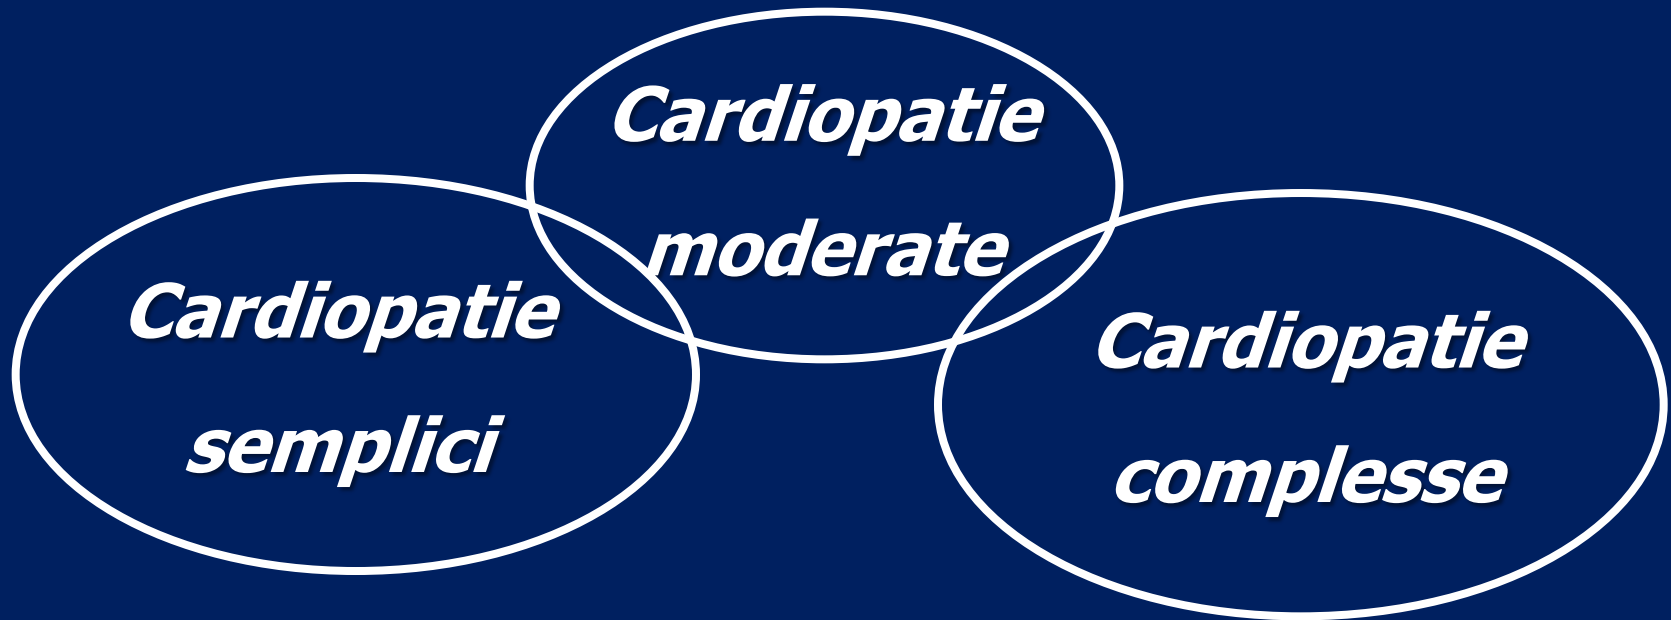 Cardiopatie
moderate
Cardiopatie
semplici
Cardiopatie
complesse